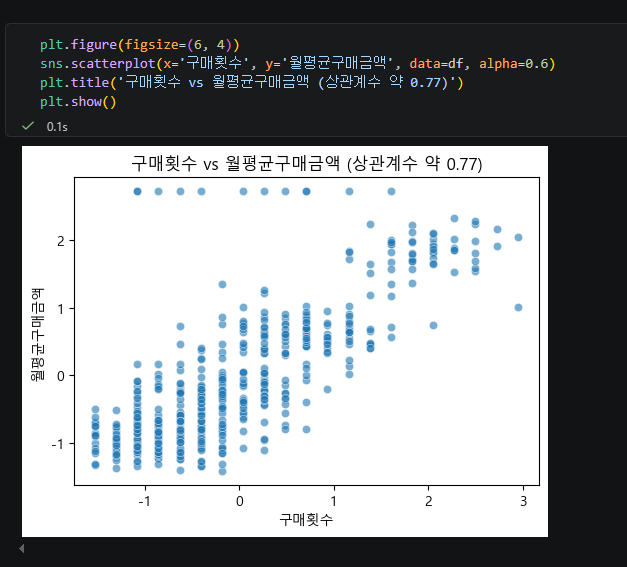 plt.figure(figsize=(6, 4))
sns.scatterplot(x='구매횟수', y='월평균구매금액', data=df, alpha=0.6)
plt.title('구매횟수 vs 월평균구매금액 (상관계수 약 0.77)')
plt.show()
0.1s
구매횟수 vs 월평균구매금액 (상관계수 약 0.77)
월평균구매금액
2
1
0
-1
-1 0 1 2 3
구매횟수